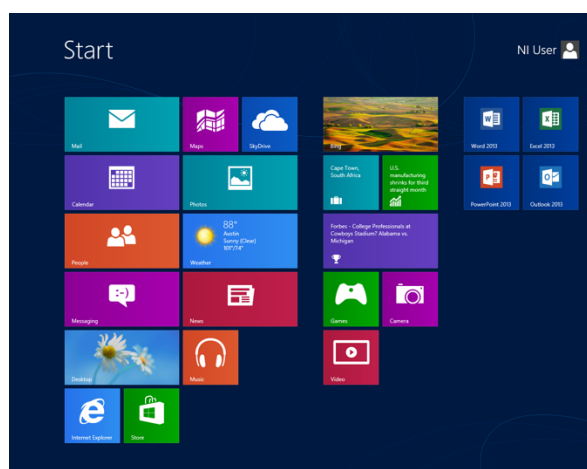 Start
NI User
Mail
Maps
SkyDrive
Bing
Word 2013
Excel 2013
Calendar
Photos
Cape Town,
South Africa
U.S.
manufacturing
shrinks for third
straight month
PowerPoint 2013
Outlook 2013
People
88°
Austin
Sunny (Clear)
101°/74°
Weather
Forbes - College Professionals at
Cowboys Stadium? Alabama vs.
Michigan
Messaging
News
Games
Camera
Desktop
Music
Video
Internet Explorer
Store